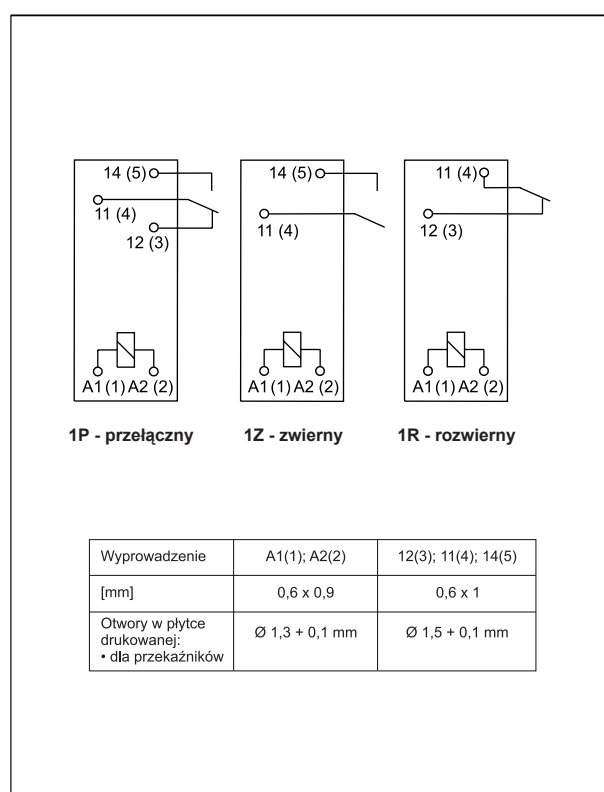 14 (5)
11 (4)
12 (3)
A1 (1) A2 (2)
1P - przełączny
14 (5)
11 (4)
A1 (1) A2 (2)
1Z - zwierny
11 (4)
12 (3)
A1 (1) A2 (2)
1R - rozwierny
Wyprowadzenie A1(1); A2(2) 12(3); 11(4); 14(5)
[mm] 0,6 x 0,9 0,6 x 1
Otwory w płytce
drukowanej: Ø 1,3 + 0,1 mm Ø 1,5 + 0,1 mm
• dla przekaźników